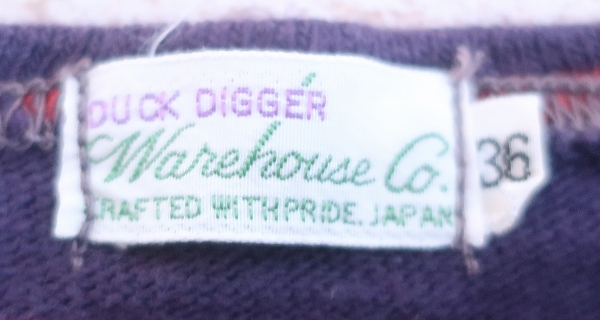 DUCK DIGGER
Warehouse Co.
CRAFTED WITH PRIDE. JAPAN
36